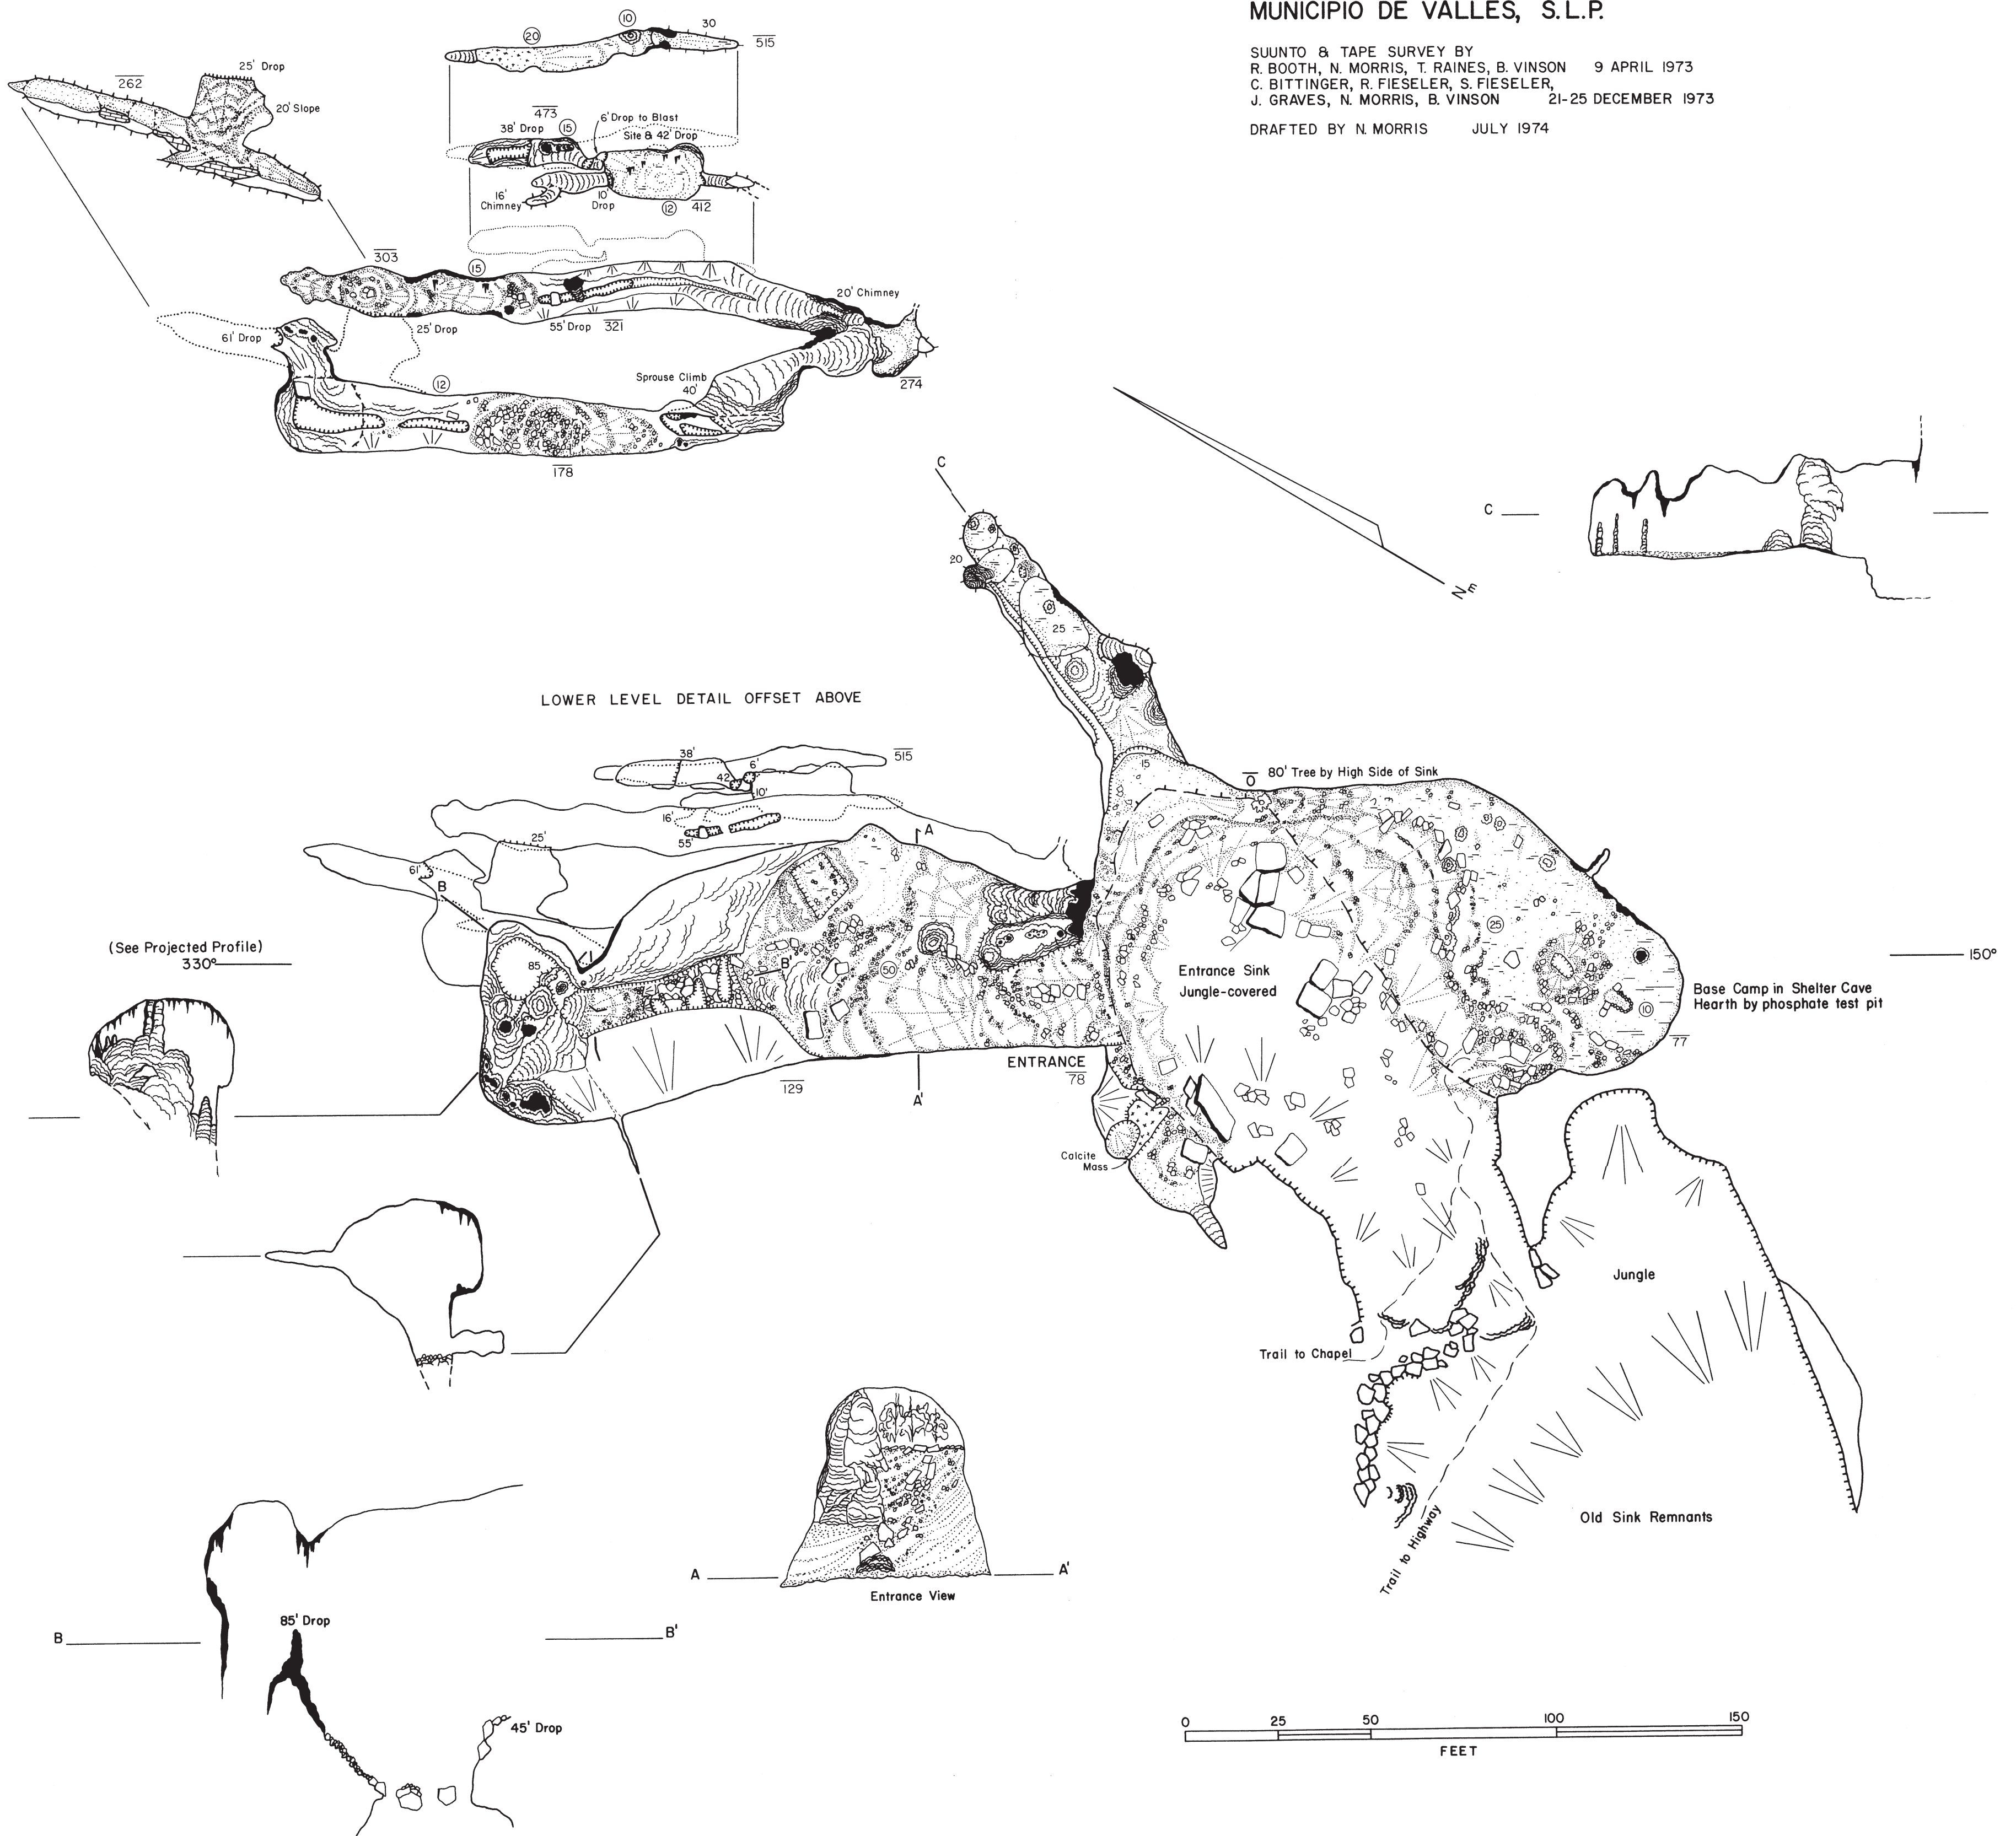 MUNICIPIO DE VALLES, S.L.P.
SUUNTO & TAPE SURVEY BY
R. BOOTH, N. MORRIS, T. RAINES, B. VINSON 9 APRIL 1973
C. BITTINGER, R. FIESELER, S. FIESELER,
J. GRAVES, N. MORRIS, B. VINSON 21-25 DECEMBER 1973
DRAFTED BY N. MORRIS JULY 1974
20
10
30
515
262
25' Drop
20' Slope
473
38' Drop
15
6' Drop to Blast
Site & 42' Drop
16'
Chimney
10'
Drop
12
412
303
15
25' Drop
55' Drop
321
20' Chimney
61' Drop
12
Sprouse Climb
40'
274
178
C
C
NE
20
25
15
LOWER LEVEL DETAIL OFFSET ABOVE
38'
515
6'
42'
10'
16'
55'
25'
61'
B
A
0
80' Tree by High Side of Sink
(See Projected Profile)
330°
85
B'
50
Entrance Sink
Jungle-covered
25
150°
Base Camp in Shelter Cave
Hearth by phosphate test pit
10
77
ENTRANCE
78
129
A'
Calcite
Mass
Jungle
Trail to Chapel
Trail to Highway
Old Sink Remnants
A
A'
Entrance View
85' Drop
B
B'
45' Drop
0 25 50 100 150
FEET